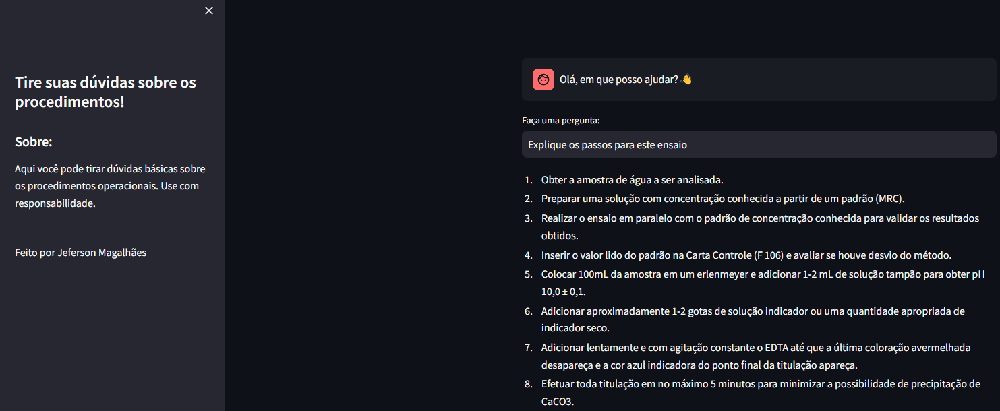 Tire suas dúvidas sobre os
procedimentos!
Sobre:
Aqui você pode tirar dúvidas básicas sobre
os procedimentos operacionais. Use com
responsabilidade.
Feito por Jeferson Magalhães
Olá, em que posso ajudar? 👋
Faça uma pergunta:
Explique os passos para este ensaio
1. Obter a amostra de água a ser analisada.
2. Preparar uma solução com concentração conhecida a partir de um padrão (MRC).
3. Realizar o ensaio em paralelo com o padrão de concentração conhecida para validar os resultados
obtidos.
4. Inserir o valor lido do padrão na Carta Controle (F 106) e avaliar se houve desvio do método.
5. Colocar 100mL da amostra em um erlenmeyer e adicionar 1-2 mL de solução tampão para obter pH
10,0 ± 0,1.
6. Adicionar aproximadamente 1-2 gotas de solução indicador ou uma quantidade apropriada de
indicador seco.
7. Adicionar lentamente e com agitação constante o EDTA até que a última coloração avermelhada
desapareça e a cor azul indicadora do ponto final da titulação apareça.
8. Efetuar toda titulação em no máximo 5 minutos para minimizar a possibilidade de precipitação de
CaCO3.